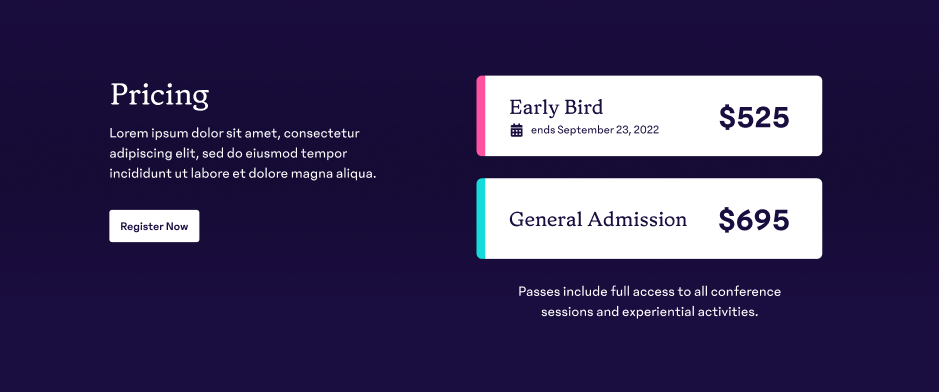 Pricing
Lorem ipsum dolor sit amet, consectetur
adipiscing elit, sed do eiusmod tempor
incididunt ut labore et dolore magna aliqua.
Register Now
Early Bird
ends September 23, 2022
$525
General Admission
$695
Passes include full access to all conference
sessions and experiential activities.